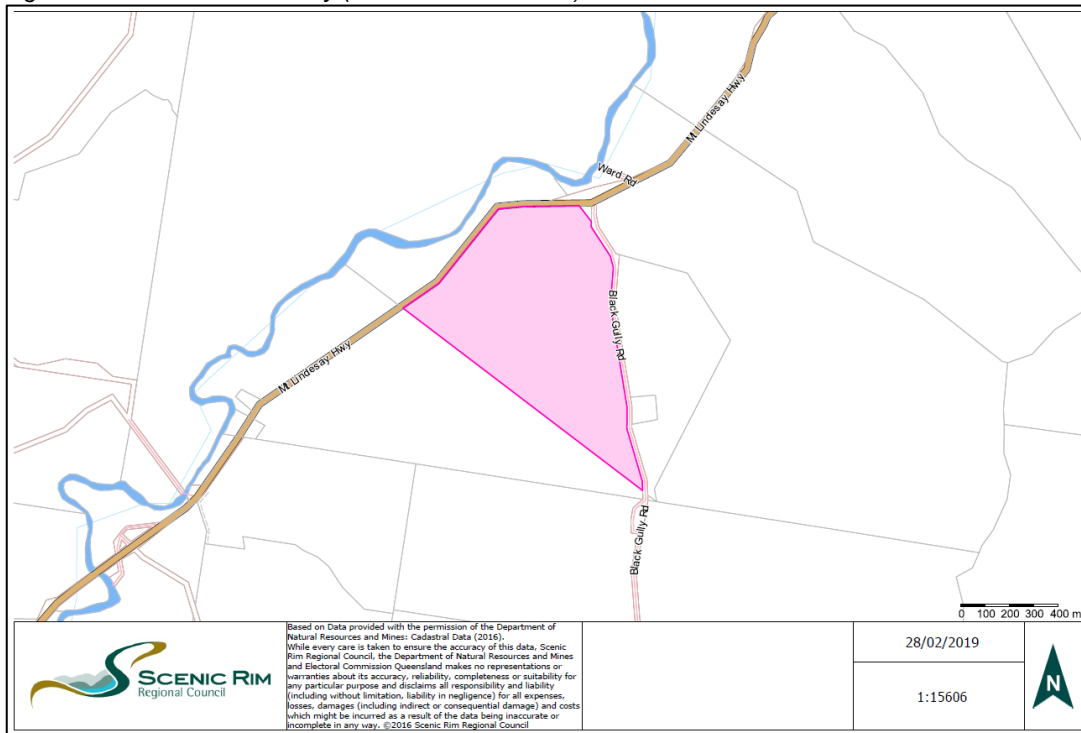 Mt Lindesay Hwy
Ward Rd
Black Gully Rd
Mt Lindesay Hwy
Black Gully Rd
0 100 200 300 400 m
SCENIC RIM
Regional Council
Based on Data provided with the permission of the Department of
Natural Resources and Mines: Cadastral Data (2016).
While every care is taken to ensure the accuracy of this data, Scenic
Rim Regional Council, the Department of Natural Resources and Mines
and Electoral Commission Queensland makes no representations or
warranties about its accuracy, reliability, completeness or suitability for
any particular purpose and disclaims all responsibility and liability
(including without limitation, liability in negligence) for all expenses,
losses, damages (including indirect or consequential damage) and costs
which might be incurred as a result of the data being inaccurate or
incomplete in any way. ©2016 Scenic Rim Regional Council
28/02/2019
1:15606
N